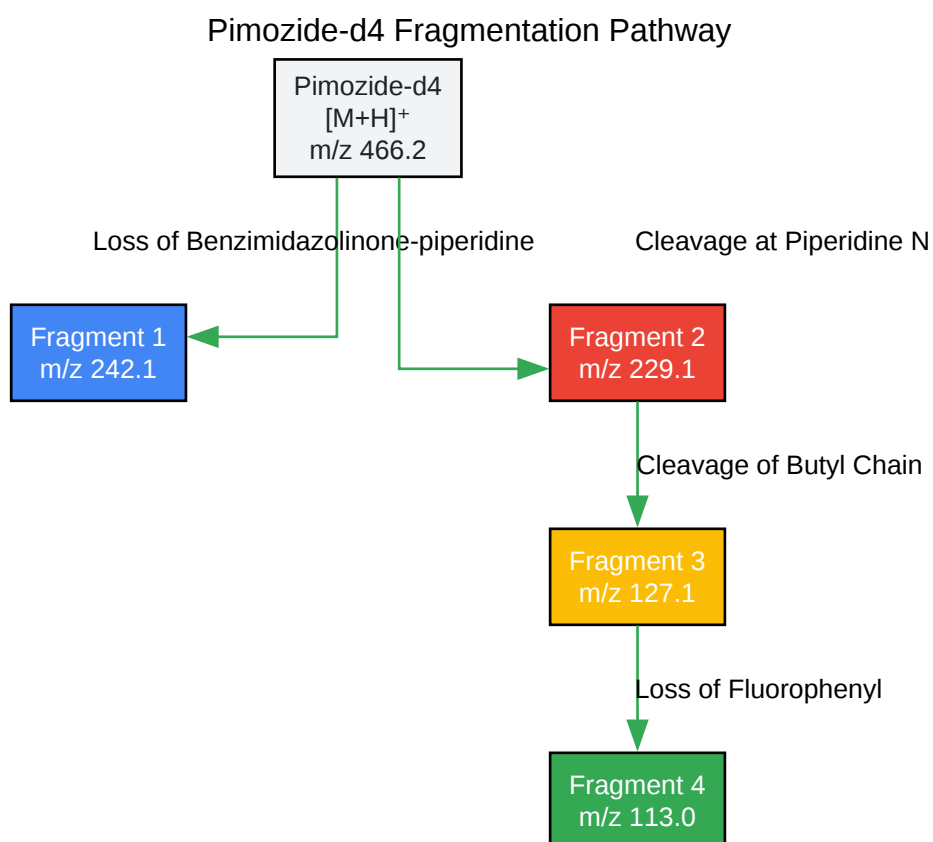 Pimozide-d4 Fragmentation Pathway
Pimozide-d4
[M+H]⁺
m/z 466.2
Loss of Benzimidazolinone-piperidine
Cleavage at Piperidine N
Fragment 1
m/z 242.1
Fragment 2
m/z 229.1
Cleavage of Butyl Chain
Fragment 3
m/z 127.1
Loss of Fluorophenyl
Fragment 4
m/z 113.0